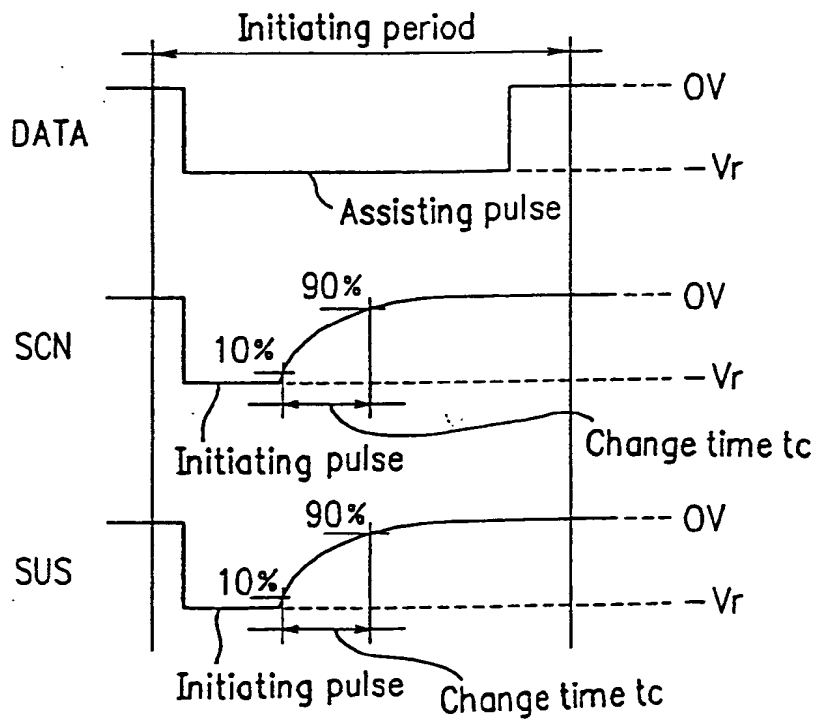 Initiating period
DATA
0V
-Vr
Assisting pulse
SCN
90%
10%
0V
-Vr
Initiating pulse
Change time tc
SUS
90%
10%
0V
-Vr
Initiating pulse
Change time tc